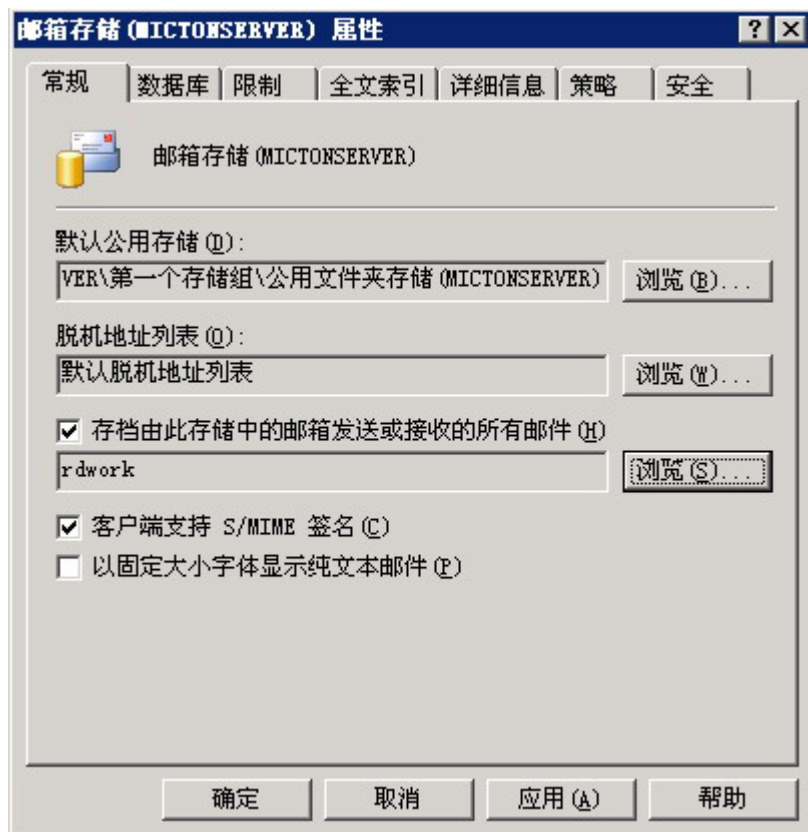 邮箱存储(MICTONSERVER) 属性
? ×
常规 数据库 限制 全文索引 详细信息 策略 安全
邮箱存储(MICTONSERVER)
默认公用存储(D):
VER\第一个存储组\公用文件夹存储(MICTONSERVER) 浏览(B)...
脱机地址列表(O):
默认脱机地址列表 浏览(W)...
存档由此存储中的邮箱发送或接收的所有邮件(H)
rdwork 浏览(S)...
客户端支持 S/MIME 签名(C)
以固定大小字体显示纯文本邮件(P)
确定 取消 应用(A) 帮助